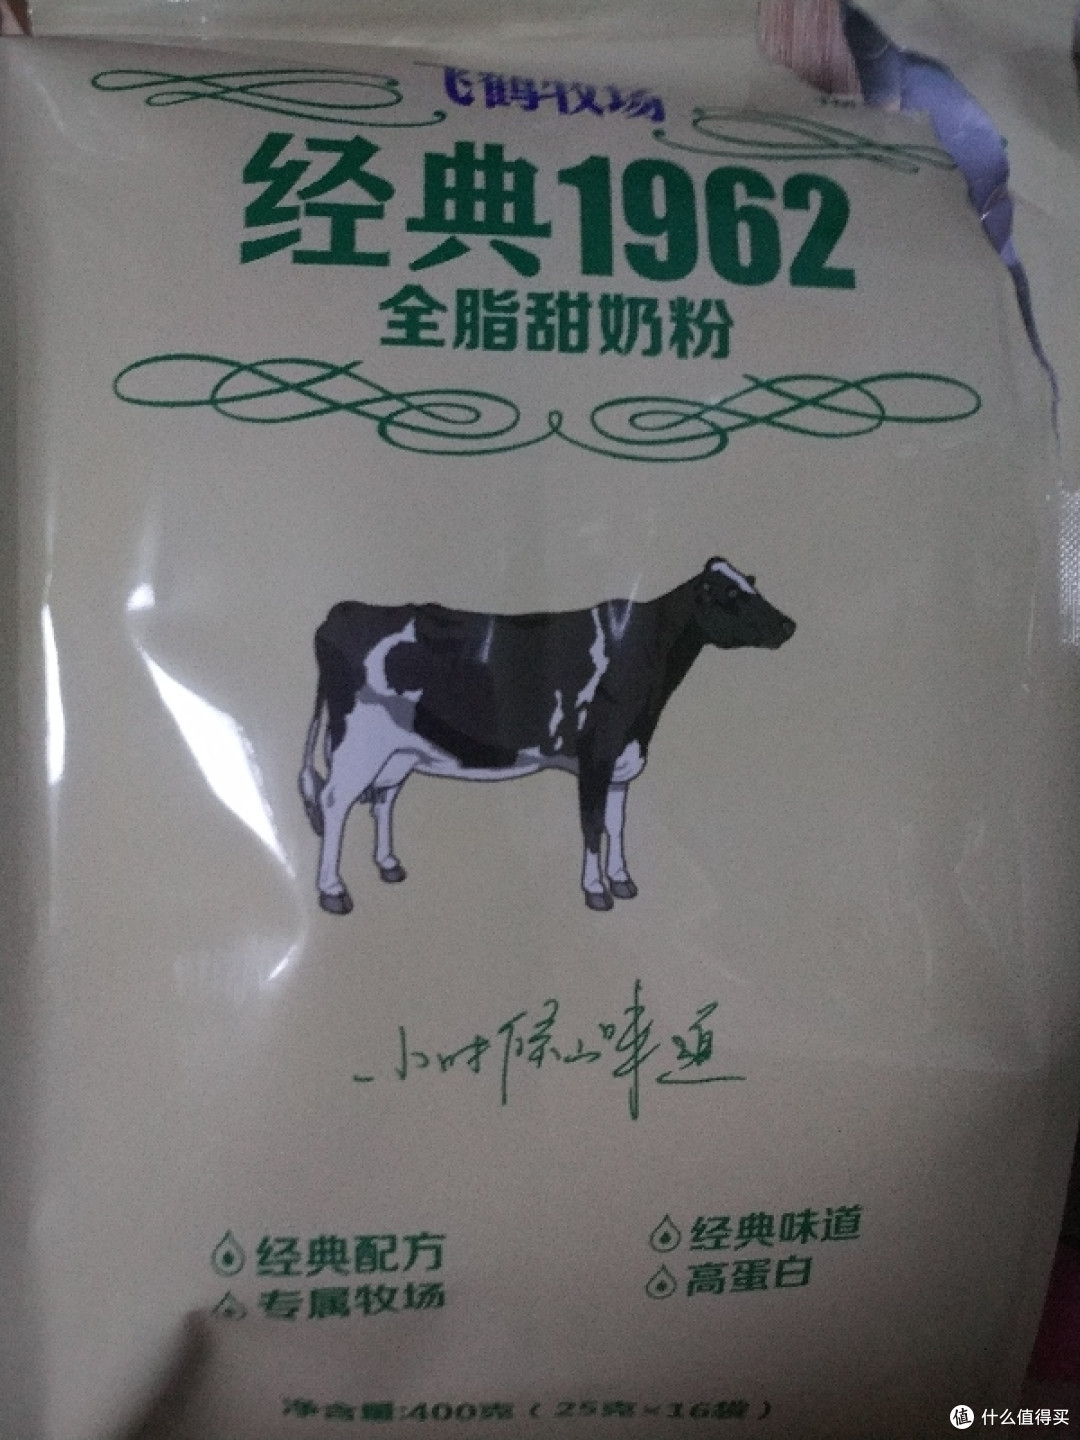 飞鹤牧场
经典1962
全脂甜奶粉
小时候的味道
经典配方
经典味道
专属牧场
高蛋白
净含量:400克(25克×16袋)
值 什么值得买